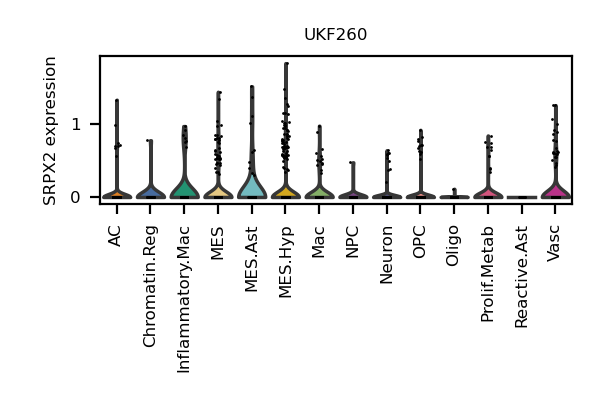 UKF260
SRPX2 expression
1
0
AC
Chromatin.Reg
Inflammatory.Mac
MES
MES.Ast
MES.Hyp
Mac
NPC
Neuron
OPC
Oligo
Prolif.Metab
Reactive.Ast
Vasc